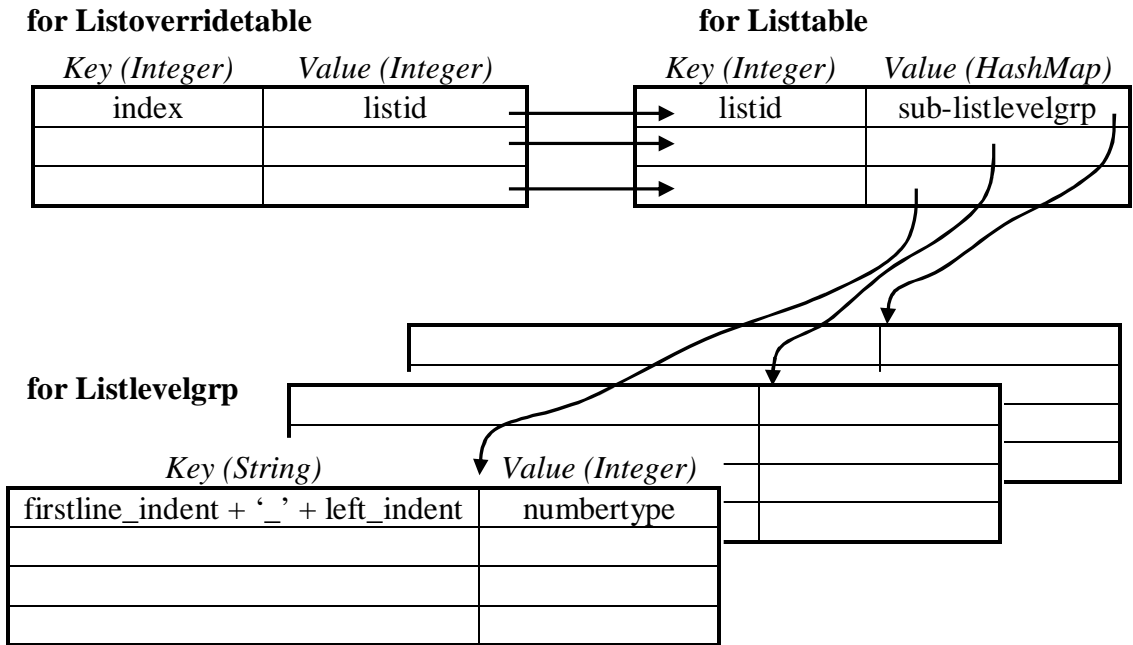 for Listoverridetable
for Listtable
Key (Integer) Value (Integer)
Key (Integer) Value (HashMap)
index listid
listid sub-listlevelgrp
for Listlevelgrp
Key (String) Value (Integer)
firstline_indent + ‘_’ + left_indent numbertype